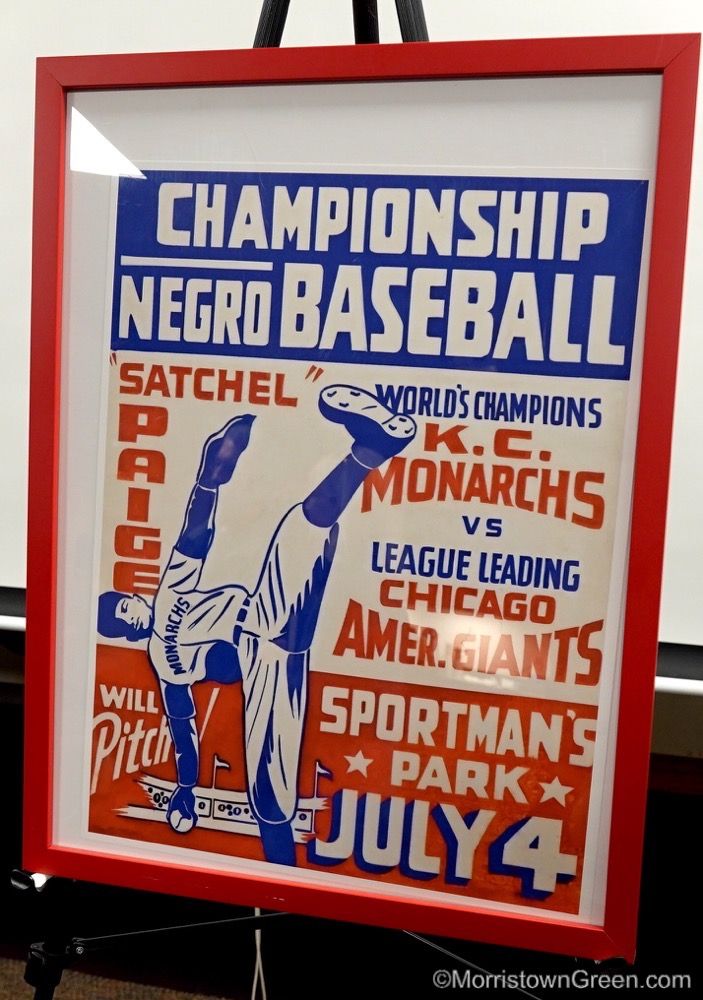 CHAMPIONSHIP
NEGRO BASEBALL
"SATCHEL"
PAIGE
WORLD'S CHAMPIONS
K.C.
MONARCHS
VS
LEAGUE LEADING
CHICAGO
AMER. GIANTS
MONARCHS
WILL
Pitch!
SPORTMAN'S
PARK
JULY 4
©MorristownGreen.com